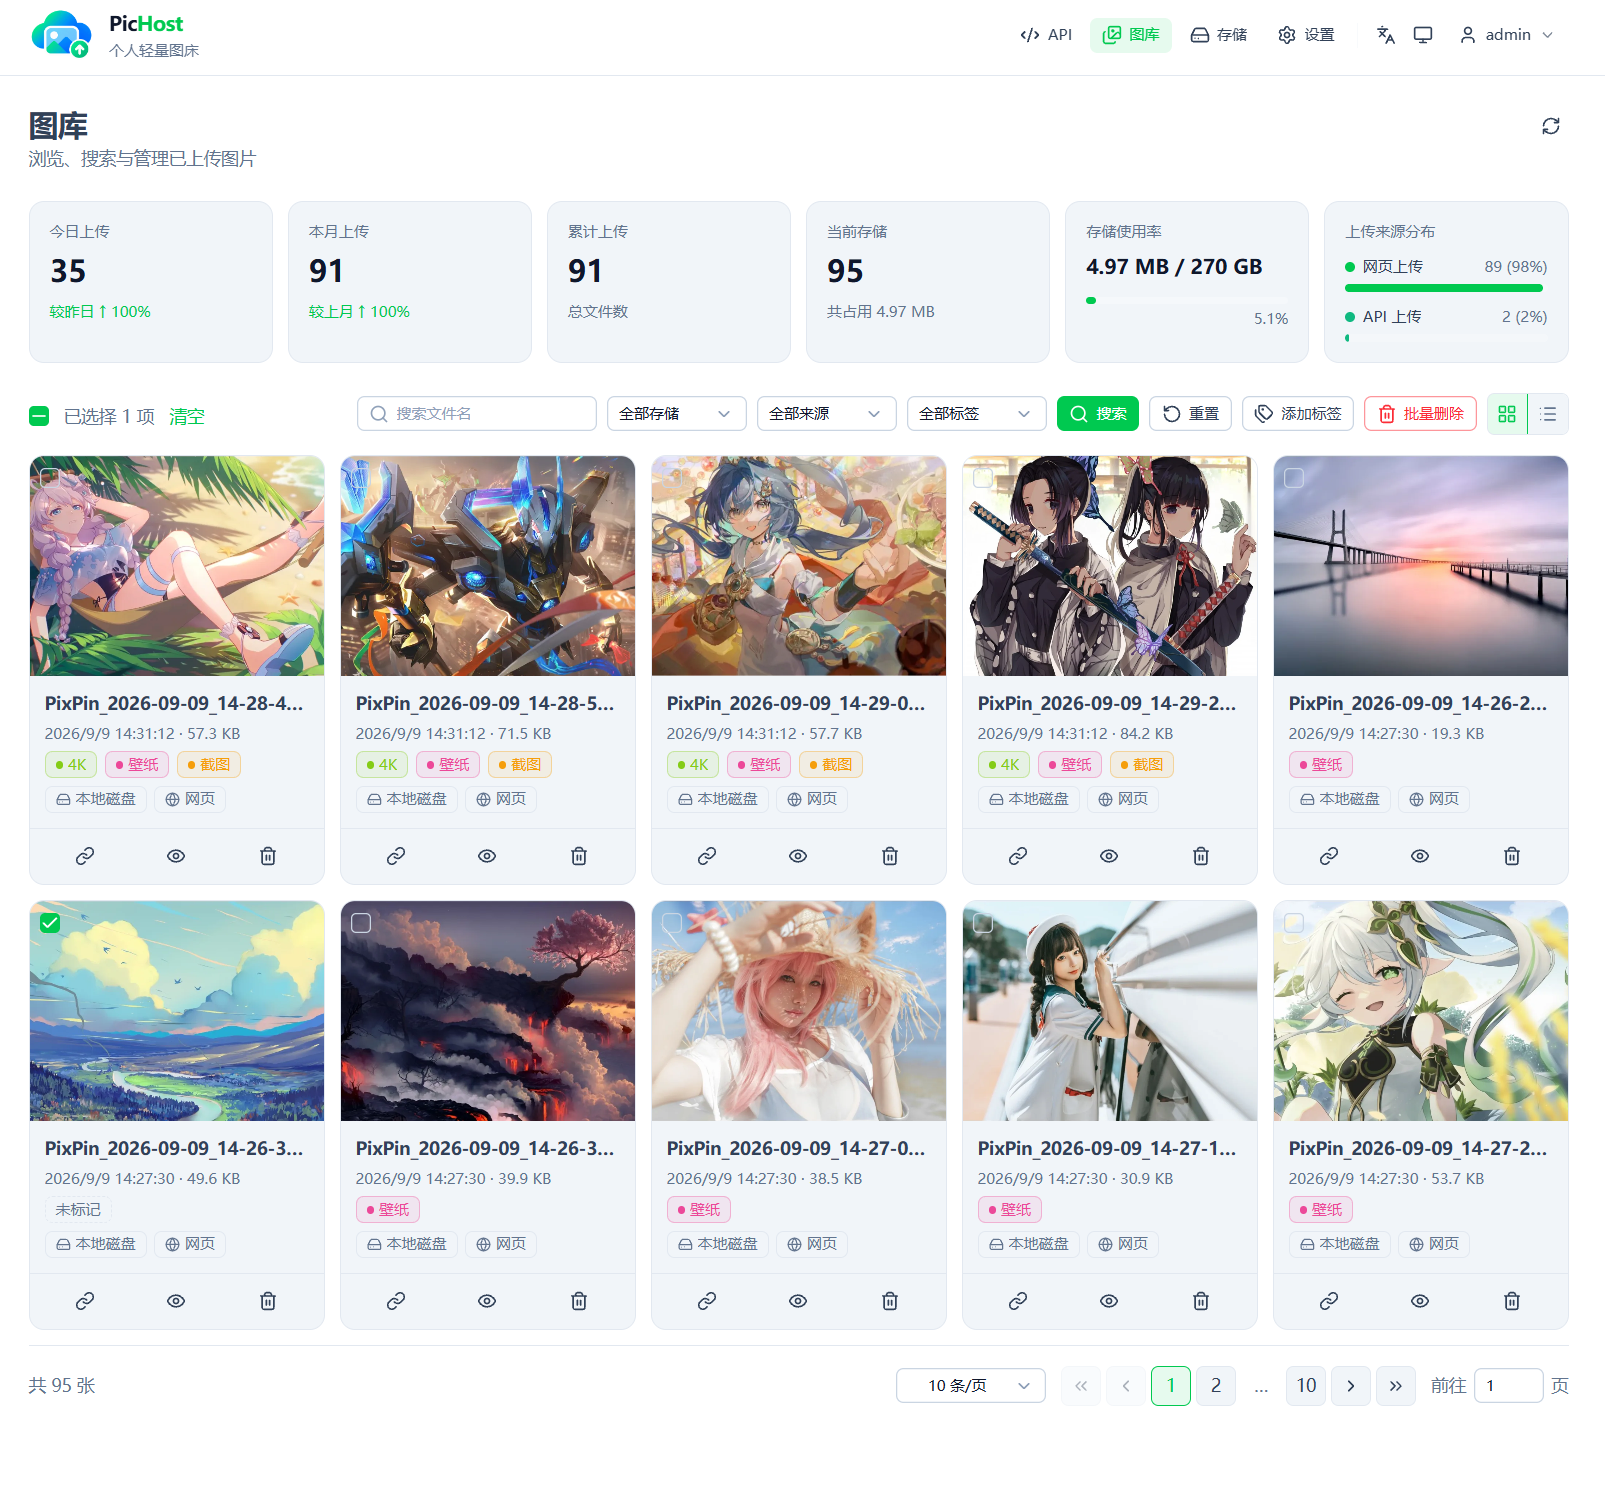 PicHost
个人轻量图床
API
图库
存储
设置
admin
图库
浏览、搜索与管理已上传图片
今日上传
35
较昨日↑100%
本月上传
91
较上月↑100%
累计上传
91
总文件数
当前存储
95
共占用 4.97 MB
存储使用率
4.97 MB / 270 GB
5.1%
上传来源分布
网页上传 89 (98%)
API 上传 2 (2%)
已选择 1 项 清空
搜索文件名
全部存储
全部来源
全部标签
搜索
重置
添加标签
批量删除
PixPin_2026-09-09_14-28-4...
2026/9/9 14:31:12 · 57.3 KB
4K 壁纸 截图
本地磁盘 网页
PixPin_2026-09-09_14-28-5...
2026/9/9 14:31:12 · 71.5 KB
4K 壁纸 截图
本地磁盘 网页
PixPin_2026-09-09_14-29-0...
2026/9/9 14:31:12 · 57.7 KB
4K 壁纸 截图
本地磁盘 网页
PixPin_2026-09-09_14-29-2...
2026/9/9 14:31:12 · 84.2 KB
4K 壁纸 截图
本地磁盘 网页
PixPin_2026-09-09_14-26-2...
2026/9/9 14:27:30 · 19.3 KB
壁纸
本地磁盘 网页
PixPin_2026-09-09_14-26-3...
2026/9/9 14:27:30 · 49.6 KB
未标记
本地磁盘 网页
PixPin_2026-09-09_14-26-3...
2026/9/9 14:27:30 · 39.9 KB
壁纸
本地磁盘 网页
PixPin_2026-09-09_14-27-0...
2026/9/9 14:27:30 · 38.5 KB
壁纸
本地磁盘 网页
PixPin_2026-09-09_14-27-1...
2026/9/9 14:27:30 · 30.9 KB
壁纸
本地磁盘 网页
PixPin_2026-09-09_14-27-2...
2026/9/9 14:27:30 · 53.7 KB
壁纸
本地磁盘 网页
共 95 张
10 条/页
1 2 ... 10
前往 1 页